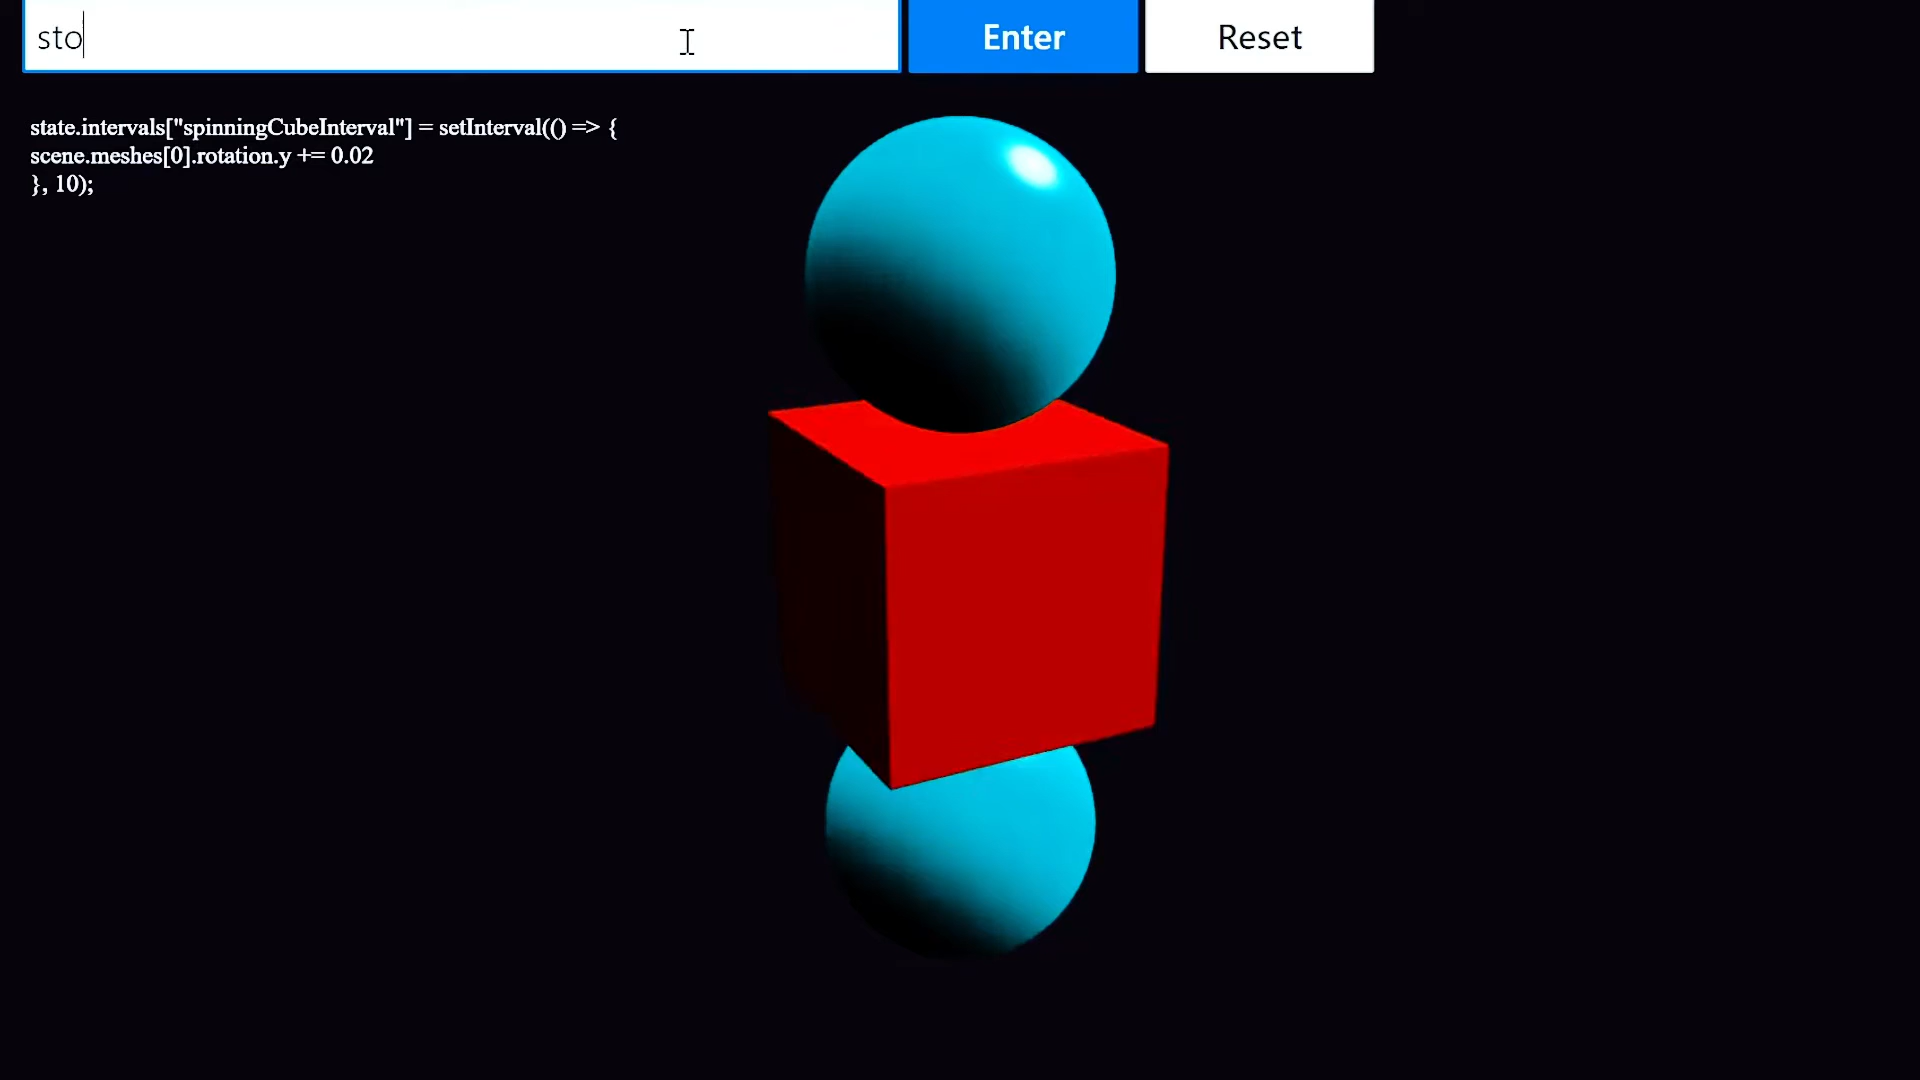 sto
Enter
Reset
state.intervals["spinningCubeInterval"] = setInterval(() => {
scene.meshes[0].rotation.y += 0.02
}, 10);